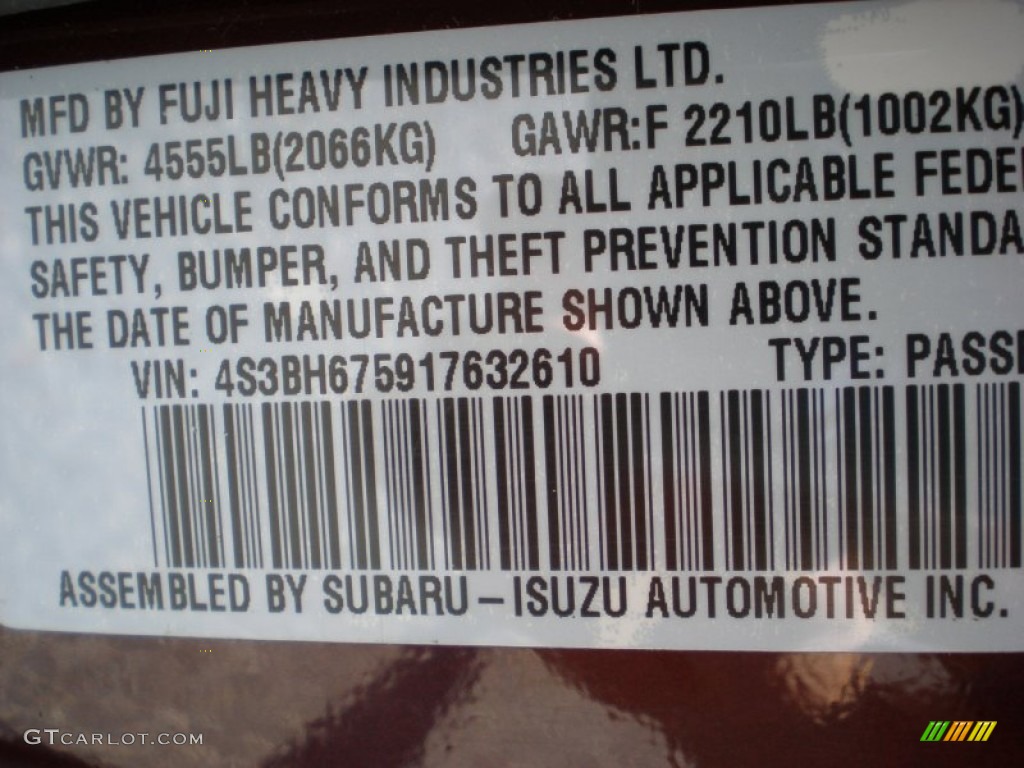 MFD BY FUJI HEAVY INDUSTRIES LTD.
GVWR: 4555LB(2066KG) GAWR:F 2210LB(1002KG)
THIS VEHICLE CONFORMS TO ALL APPLICABLE FEDE
SAFETY, BUMPER, AND THEFT PREVENTION STANDA
THE DATE OF MANUFACTURE SHOWN ABOVE.
VIN: 4S3BH675917632610 TYPE: PASSE
ASSEMBLED BY SUBARU – ISUZU AUTOMOTIVE INC.
GTCARLOT.COM